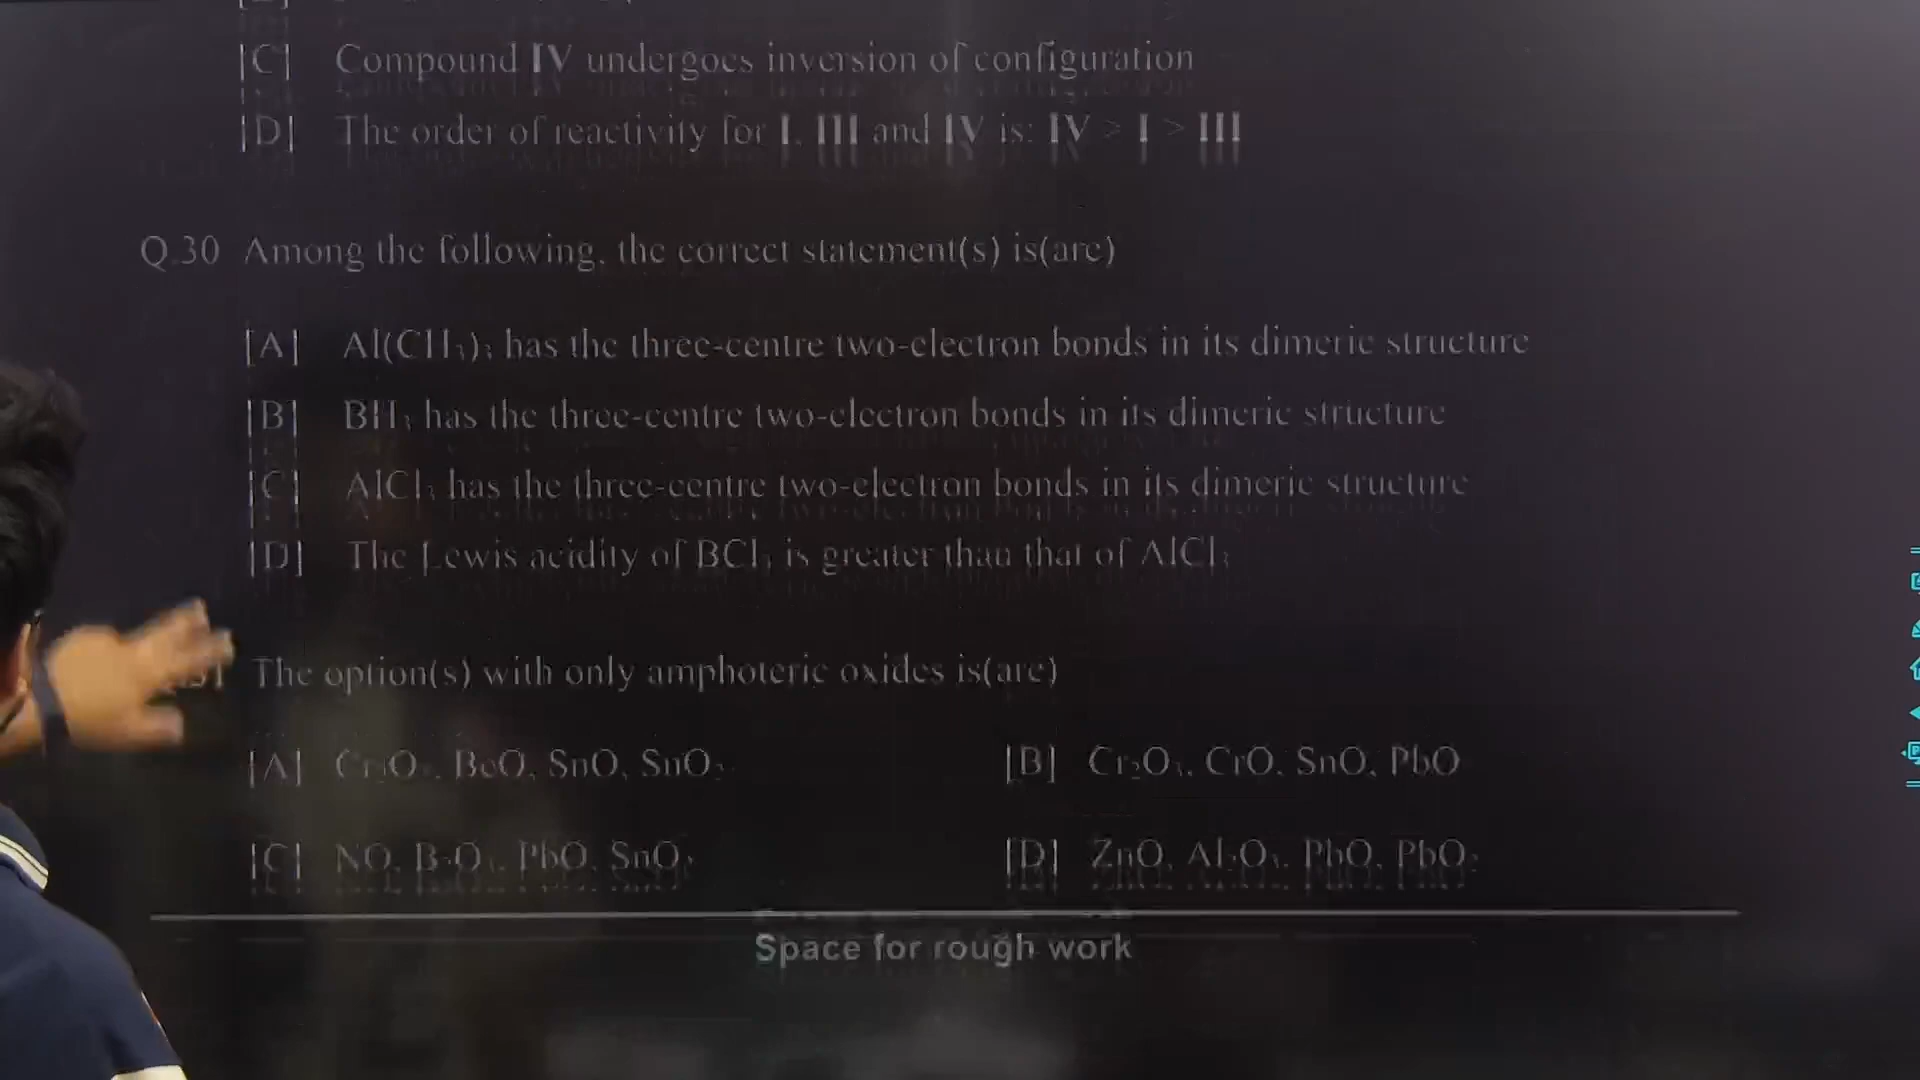 [C] Compound IV undergoes inversion of configuration
[D] The order of reactivity for I, III and IV is: IV > I > III
Q.30 Among the following, the correct statement(s) is(are)
[A] Al(CH₃)₃ has the three-centre two-electron bonds in its dimeric structure
[B] BH₃ has the three-centre two-electron bonds in its dimeric structure
[C] AlCl₃ has the three-centre two-electron bonds in its dimeric structure
[D] The Lewis acidity of BCl₃ is greater than that of AlCl₃
The option(s) with only amphoteric oxides is(are)
[A] Cr₂O₃, BeO, SnO, SnO₂ [B] Cr₂O₃, CrO, SnO, PbO
[C] NO, B₂O₃, PbO, SnO₂ [D] ZnO, Al₂O₃, PbO, PbO₂
Space for rough work